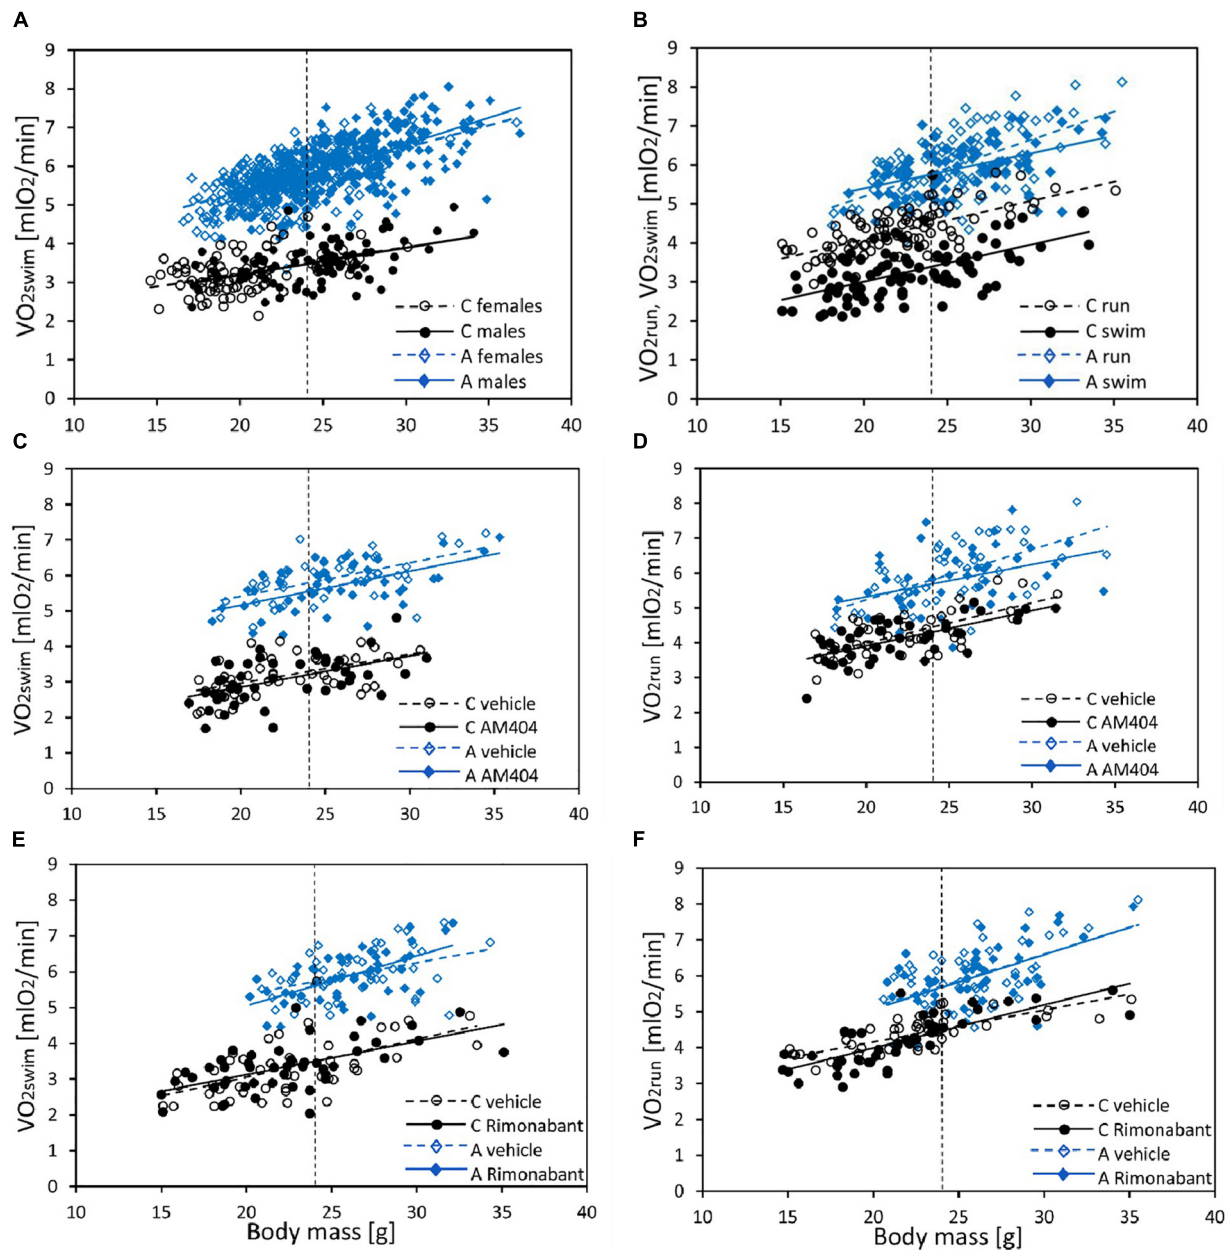 A
VO2swim [mlO2/min]
9
8
7
6
5
4
3
2
1
0
C females
C males
A females
A males
10 15 20 25 30 35 40
B
VO2run, VO2swim [mlO2/min]
9
8
7
6
5
4
3
2
1
0
C run
C swim
A run
A swim
10 15 20 25 30 35 40
C
VO2swim [mlO2/min]
9
8
7
6
5
4
3
2
1
0
C vehicle
C AM404
A vehicle
A AM404
10 15 20 25 30 35 40
D
VO2run [mlO2/min]
9
8
7
6
5
4
3
2
1
0
C vehicle
C AM404
A vehicle
A AM404
10 15 20 25 30 35 40
E
VO2swim [mlO2/min]
9
8
7
6
5
4
3
2
1
0
C vehicle
C Rimonabant
A vehicle
A Rimonabant
10 15 20 25 30 35 40
Body mass [g]
F
VO2run [mlO2/min]
9
8
7
6
5
4
3
2
1
0
C vehicle
C Rimonabant
A vehicle
A Rimonabant
10 15 20 25 30 35 40
Body mass [g]